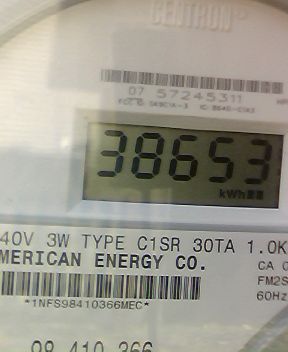 CENTRON
07 57245311
38653
kWh
40V 3W TYPE C1SR 30TA 1.0K
MERICAN ENERGY CO.
CA 0
FM2S
60Hz
*1NFS98410366MEC*
98 410 366